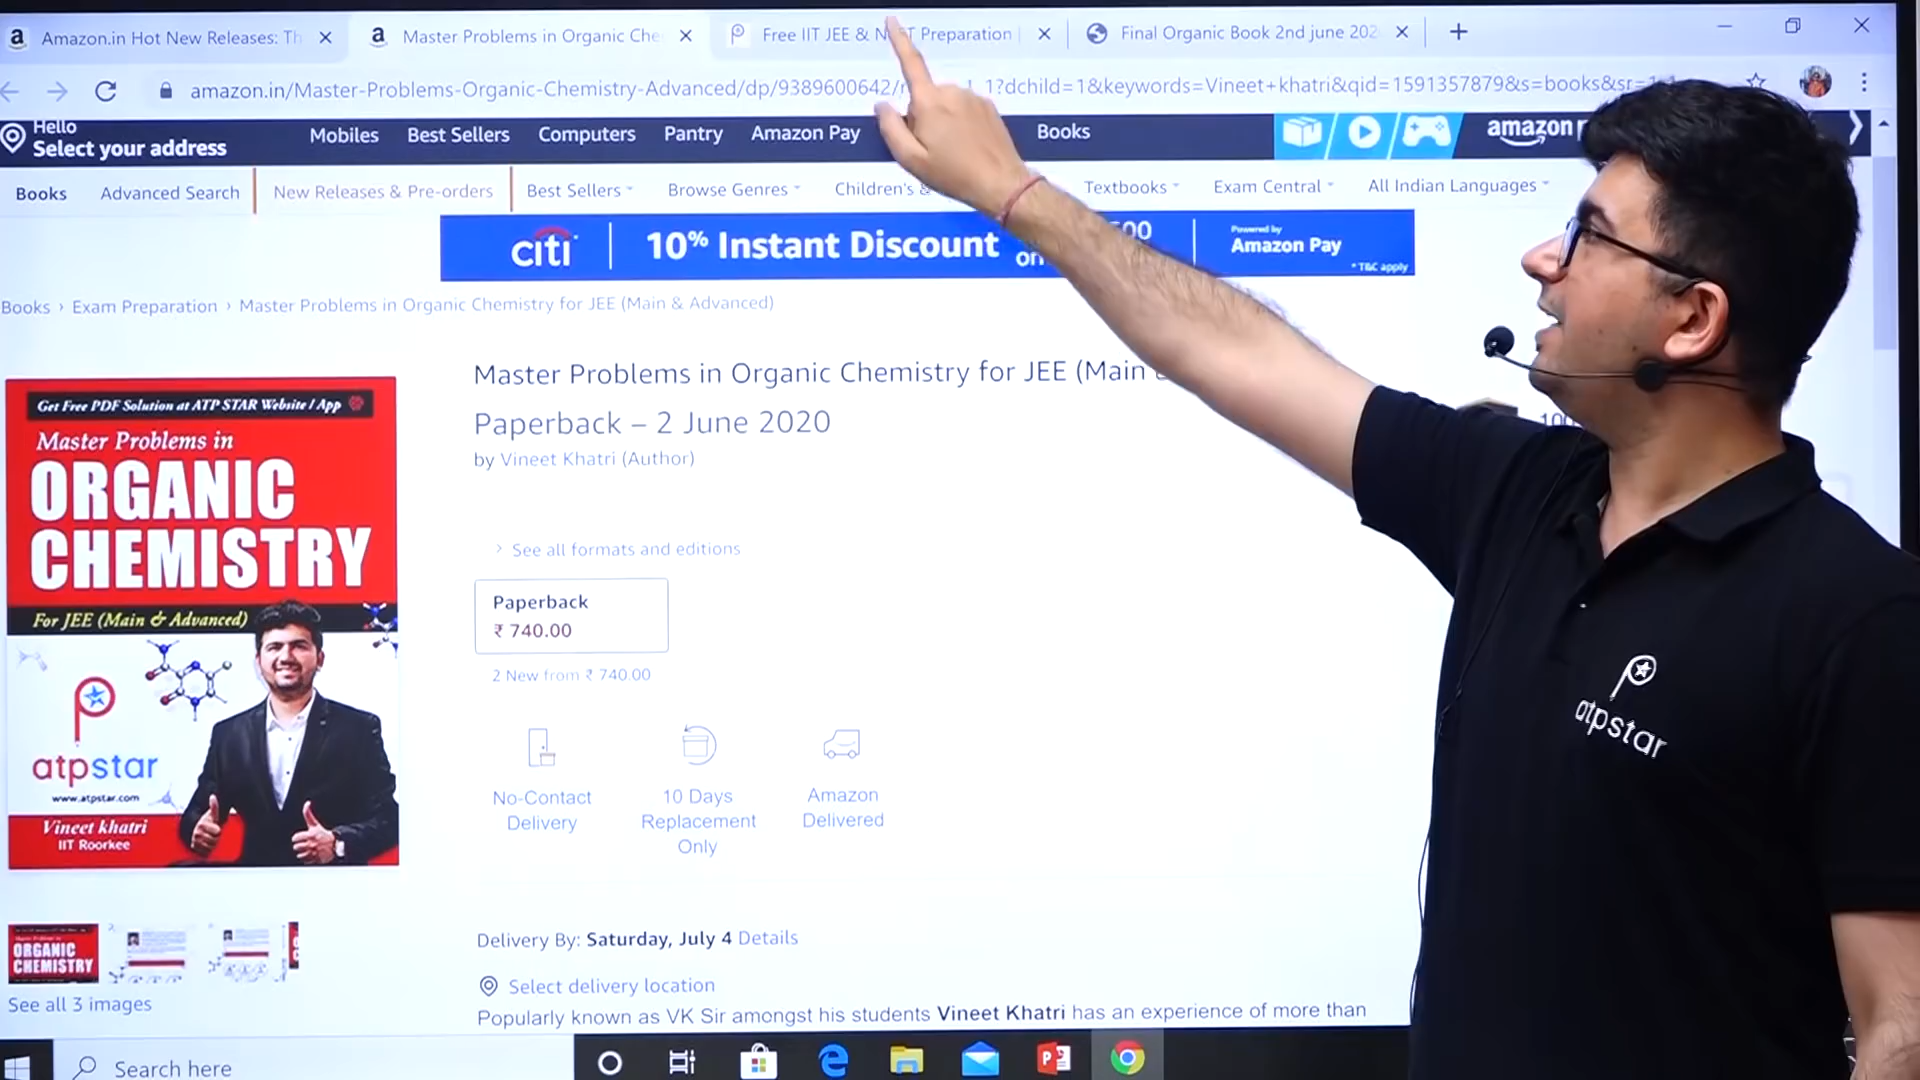 Amazon.in Hot New Releases: Th
Master Problems in Organic Che
Free IIT JEE & NEET Preparation
Final Organic Book 2nd june 202
amazon.in/Master-Problems-Organic-Chemistry-Advanced/dp/9389600642/
1?dchild=1&keywords=Vineet+khatri&qid=1591357879&s=books&sr=
Hello
Select your address
Mobiles
Best Sellers
Computers
Pantry
Amazon Pay
Books
amazon
Books
Advanced Search
New Releases & Pre-orders
Best Sellers
Browse Genres
Children's &
Textbooks
Exam Central
All Indian Languages
citi
10% Instant Discount
on
Powered by
Amazon Pay
*T&C apply
Books › Exam Preparation › Master Problems in Organic Chemistry for JEE (Main & Advanced)
Get Free PDF Solution at ATP STAR Website / App
Master Problems in
ORGANIC
CHEMISTRY
For JEE (Main & Advanced)
atpstar
www.atpstar.com
Vineet khatri
IIT Roorkee
Master Problems in Organic Chemistry for JEE (Main
Paperback – 2 June 2020
by Vineet Khatri (Author)
See all formats and editions
Paperback
₹ 740.00
2 New from ₹ 740.00
No-Contact
Delivery
10 Days
Replacement
Only
Amazon
Delivered
ORGANIC
CHEMISTRY
See all 3 images
Delivery By: Saturday, July 4 Details
Select delivery location
Popularly known as VK Sir amongst his students Vineet Khatri has an experience of more than
Search here
atpstar